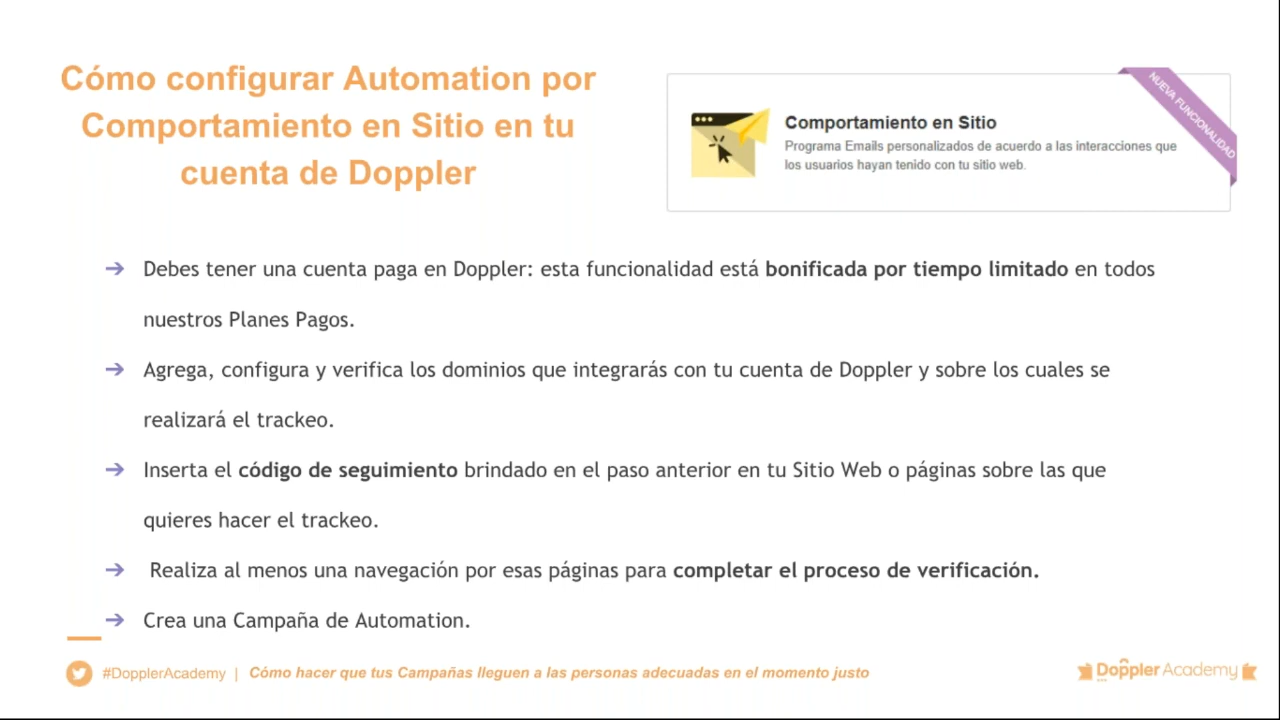 Cómo configurar Automation por
Comportamiento en Sitio en tu
cuenta de Doppler
NUEVA FUNCIONALIDAD
Comportamiento en Sitio
Programa Emails personalizados de acuerdo a las interacciones que
los usuarios hayan tenido con tu sitio web.
➔ Debes tener una cuenta paga en Doppler: esta funcionalidad está bonificada por tiempo limitado en todos
nuestros Planes Pagos.
➔ Agrega, configura y verifica los dominios que integrarás con tu cuenta de Doppler y sobre los cuales se
realizará el trackeo.
➔ Inserta el código de seguimiento brindado en el paso anterior en tu Sitio Web o páginas sobre las que
quieres hacer el trackeo.
➔ Realiza al menos una navegación por esas páginas para completar el proceso de verificación.
➔ Crea una Campaña de Automation.
#DopplerAcademy | Cómo hacer que tus Campañas lleguen a las personas adecuadas en el momento justo
Doppler Academy